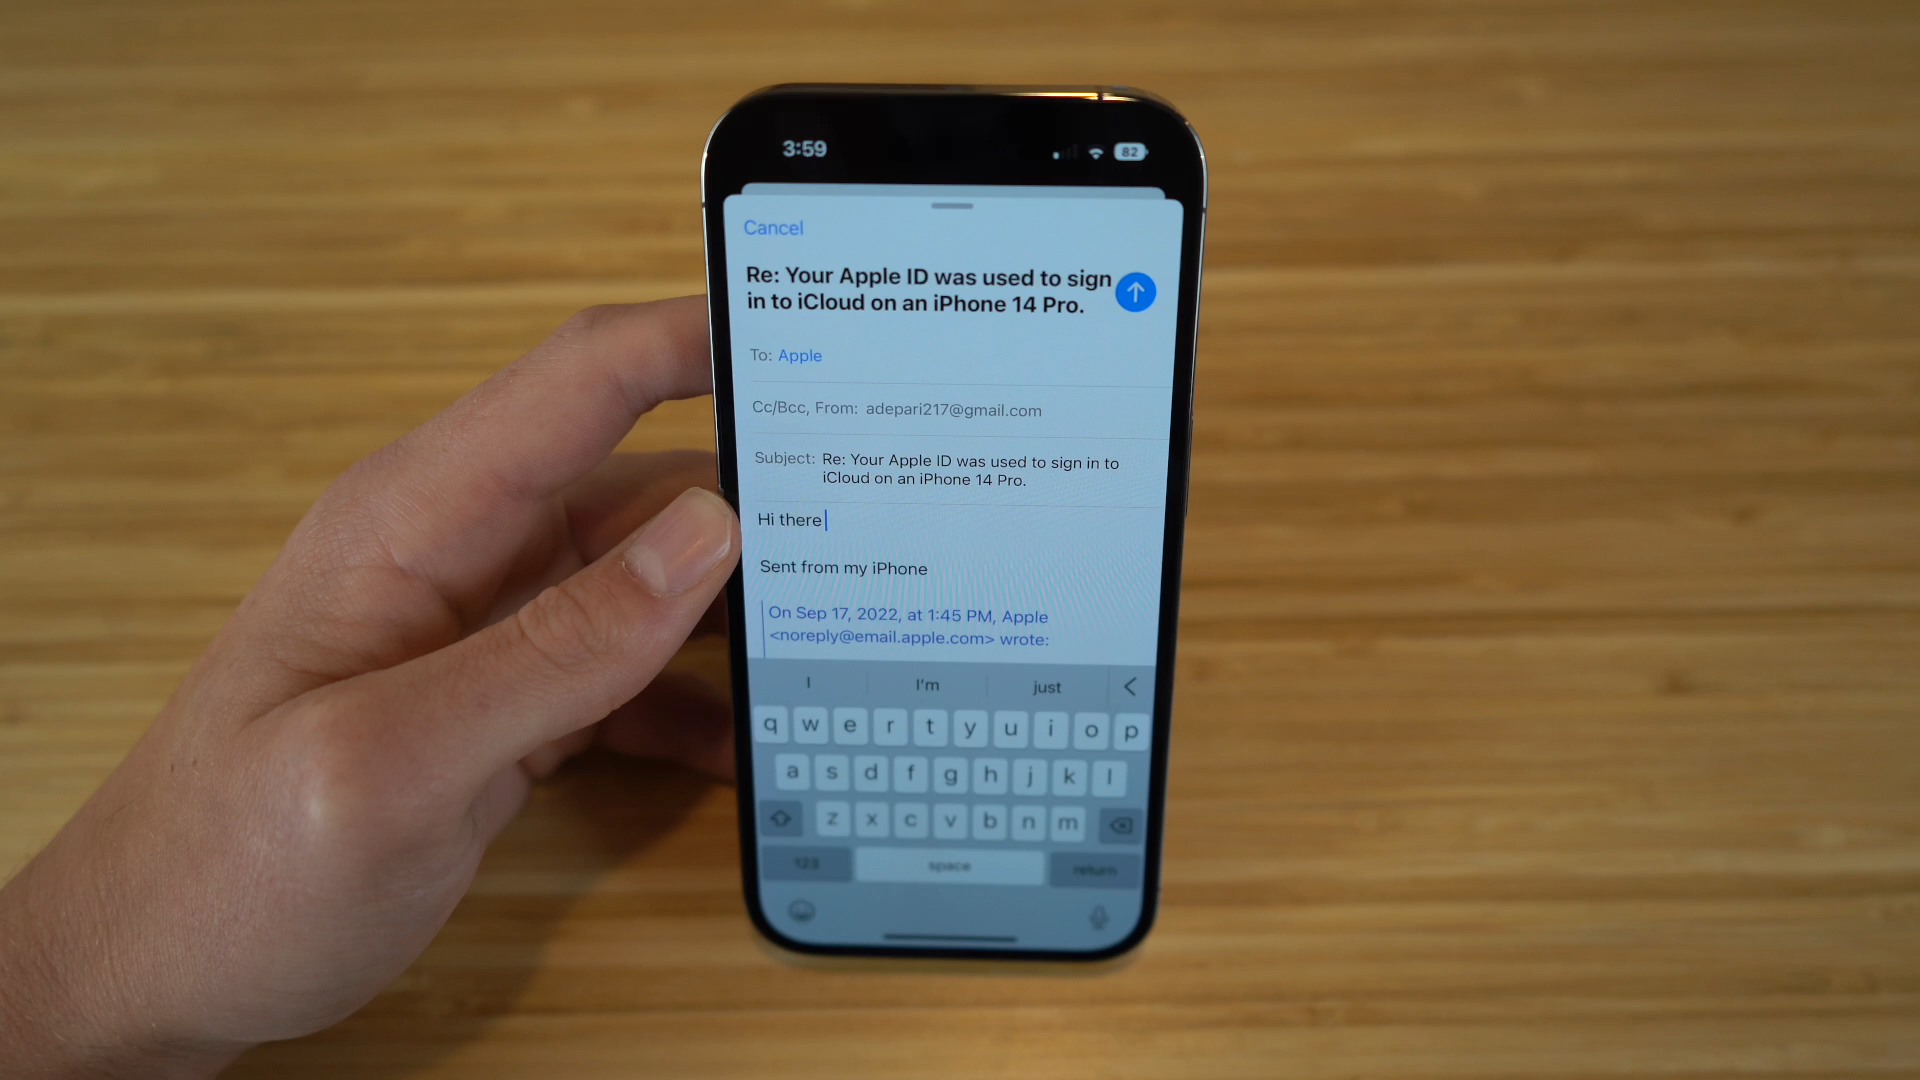 3:59
82
Cancel
Re: Your Apple ID was used to sign
in to iCloud on an iPhone 14 Pro.
To: Apple
Cc/Bcc, From: adepari217@gmail.com
Subject: Re: Your Apple ID was used to sign in to
iCloud on an iPhone 14 Pro.
Hi there
Sent from my iPhone
On Sep 17, 2022, at 1:45 PM, Apple
<noreply@email.apple.com> wrote:
I I'm just
q w e r t y u i o p
a s d f g h j k l
z x c v b n m
123 space return